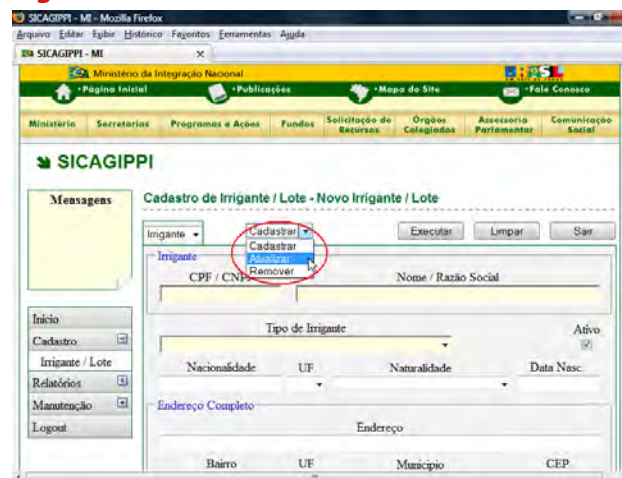 SICAGIPPI - MI - Mozilla Firefox
Arquivo Editar Exibir Histórico Favoritos Ferramentas Ajuda
SICAGIPPI - MI x
Ministério da Integração Nacional BRASIL
Página Inicial Publicações Mapa do Site Fale Conosco
Ministério Secretarias Programas e Ações Fundos Solicitação de Recursos Órgãos Colegiados Assessoria Parlamentar Comunicação Social
SICAGIPPI
Mensagens
Cadastro de Irrigante / Lote - Novo Irrigante / Lote
Irrigante Cadastrar Executar Limpar Sair
Cadastrar
Atualizar
Remover
Irrigante
CPF / CNPJ Nome / Razão Social
Tipo de Irrigante Ativo
Nacionalidade UF Naturalidade Data Nasc.
Endereço Completo
Endereço
Bairro UF Município CEP
Início
Cadastro
Irrigante / Lote
Relatórios
Manutenção
Logout